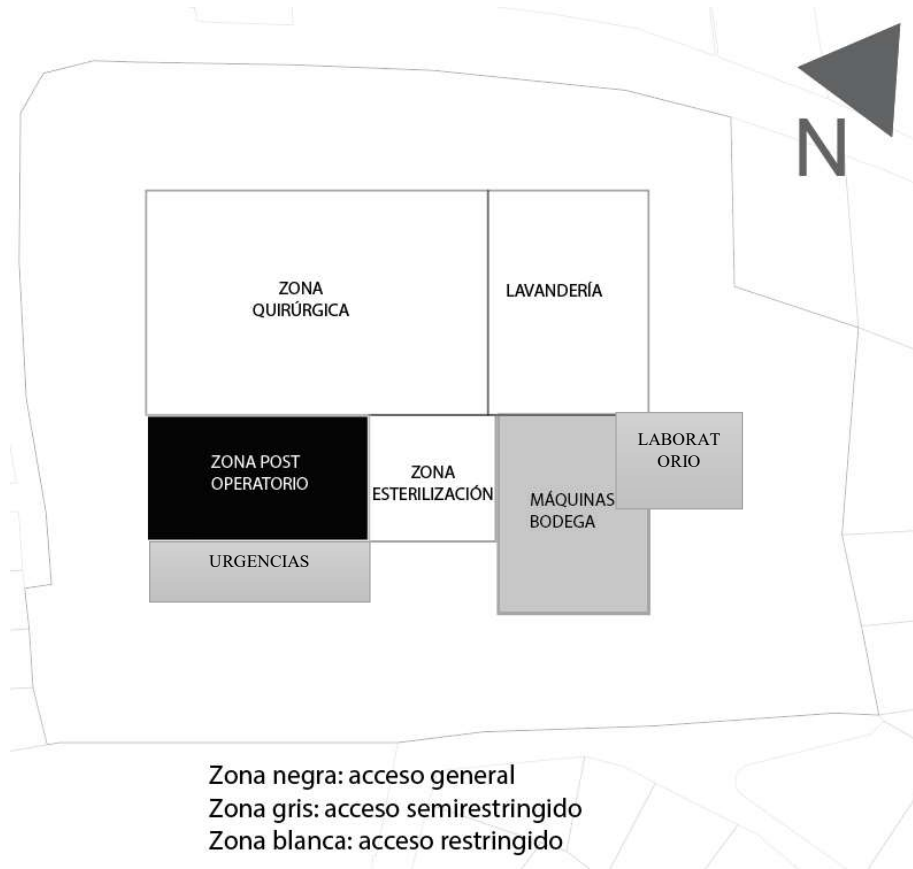 N
ZONA
QUIRÚRGICA
LAVANDERÍA
ZONA POST
OPERATORIO
ZONA
ESTERILIZACIÓN
MÁQUINAS
BODEGA
LABORAT
ORIO
URGENCIAS
Zona negra: acceso general
Zona gris: acceso semirestringido
Zona blanca: acceso restringido